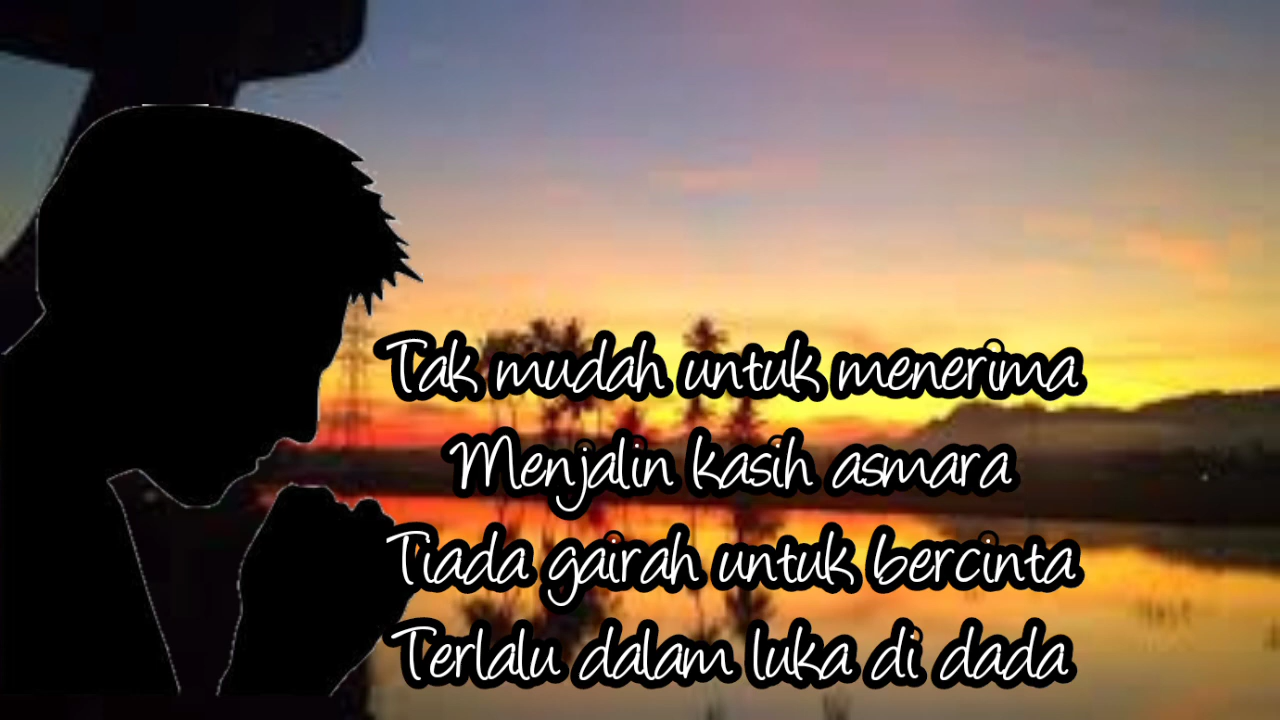 Tak mudah untuk menerima
Menjalin kasih asmara
Tiada gairah untuk bercinta
Terlalu dalam luka di dada